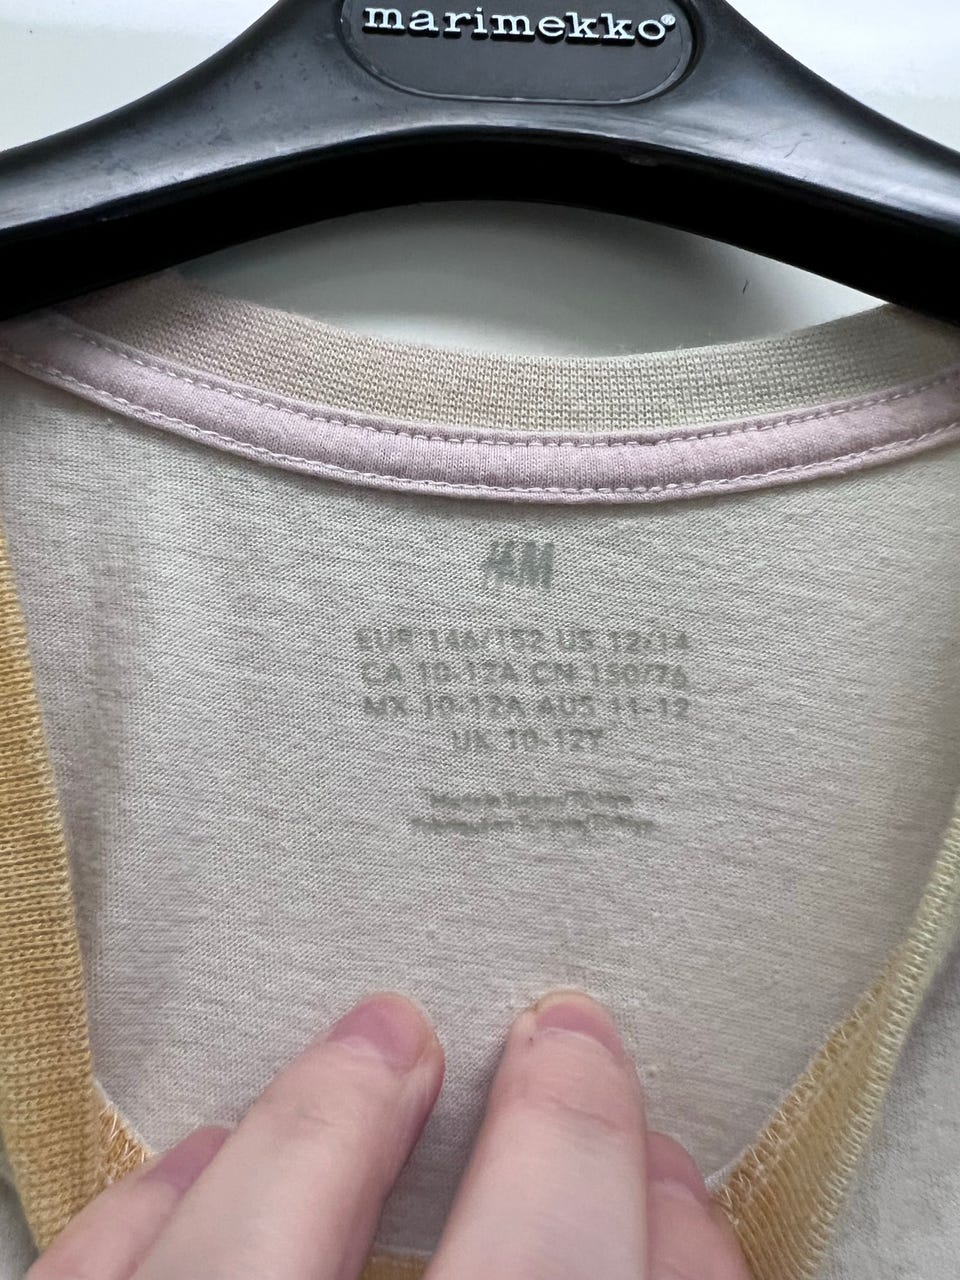 marimekko®
H&M
EUR 146/152 US 12/14
CA 10-12A CN 150/76
MX 10-12A AUS 11-12
UK 10-12Y